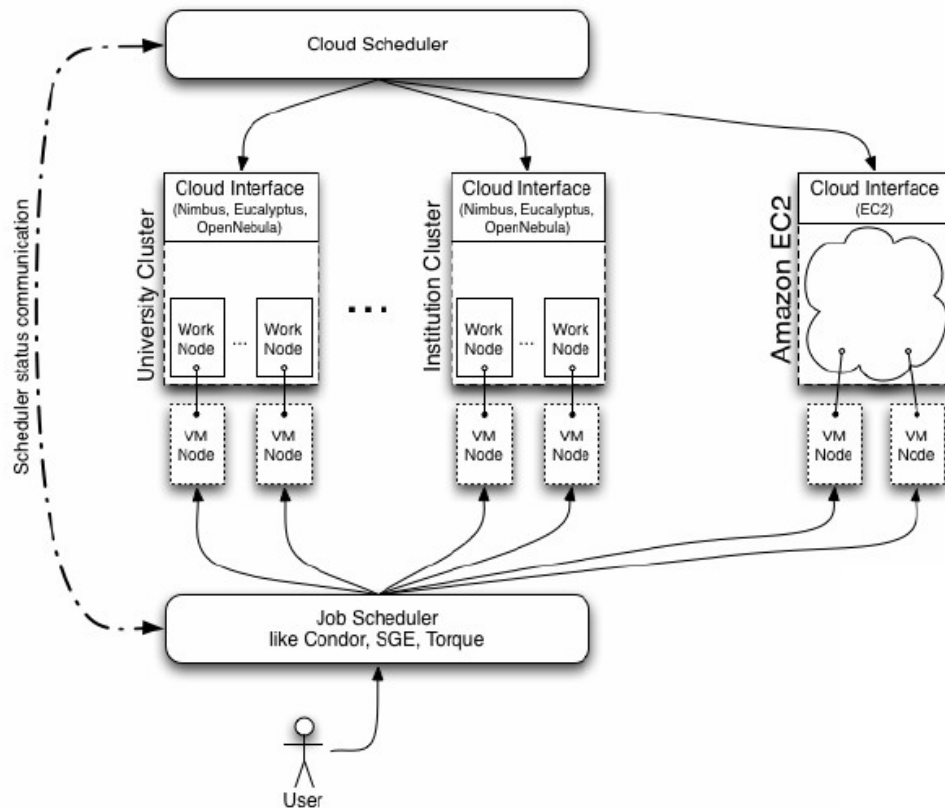 Cloud Scheduler
Scheduler status communication
University Cluster
Cloud Interface
(Nimbus, Eucalyptus,
OpenNebula)
Work
Node
...
Work
Node
VM
Node
VM
Node
...
Institution Cluster
Cloud Interface
(Nimbus, Eucalyptus,
OpenNebula)
Work
Node
...
Work
Node
VM
Node
VM
Node
Amazon EC2
Cloud Interface
(EC2)
VM
Node
VM
Node
Job Scheduler
like Condor, SGE, Torque
User